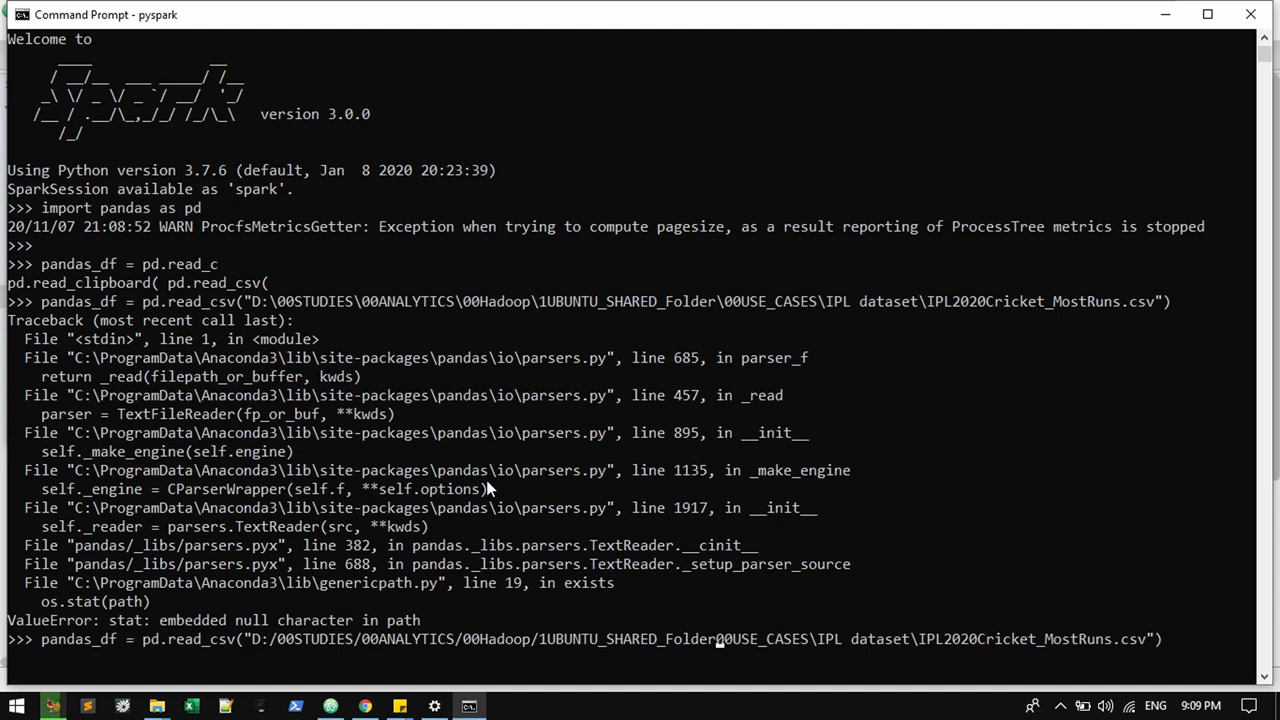 Command Prompt - pyspark
Welcome to
Spark version 3.0.0
Using Python version 3.7.6 (default, Jan  8 2020 20:23:39)
SparkSession available as 'spark'.
>>> import pandas as pd
20/11/07 21:08:52 WARN ProcfsMetricsGetter: Exception when trying to compute pagesize, as a result reporting of ProcessTree metrics is stopped
>>>
>>> pandas_df = pd.read_c
pd.read_clipboard( pd.read_csv(
>>> pandas_df = pd.read_csv("D:\00STUDIES\00ANALYTICS\00Hadoop\1UBUNTU_SHARED_Folder\00USE_CASES\IPL dataset\IPL2020Cricket_MostRuns.csv")
Traceback (most recent call last):
  File "<stdin>", line 1, in <module>
  File "C:\ProgramData\Anaconda3\lib\site-packages\pandas\io\parsers.py", line 685, in parser_f
    return _read(filepath_or_buffer, kwds)
  File "C:\ProgramData\Anaconda3\lib\site-packages\pandas\io\parsers.py", line 457, in _read
    parser = TextFileReader(fp_or_buf, **kwds)
  File "C:\ProgramData\Anaconda3\lib\site-packages\pandas\io\parsers.py", line 895, in __init__
    self._make_engine(self.engine)
  File "C:\ProgramData\Anaconda3\lib\site-packages\pandas\io\parsers.py", line 1135, in _make_engine
    self._engine = CParserWrapper(self.f, **self.options)
  File "C:\ProgramData\Anaconda3\lib\site-packages\pandas\io\parsers.py", line 1917, in __init__
    self._reader = parsers.TextReader(src, **kwds)
  File "pandas/_libs/parsers.pyx", line 382, in pandas._libs.parsers.TextReader.__cinit__
  File "pandas/_libs/parsers.pyx", line 688, in pandas._libs.parsers.TextReader._setup_parser_source
  File "C:\ProgramData\Anaconda3\lib\genericpath.py", line 19, in exists
    os.stat(path)
ValueError: stat: embedded null character in path
>>> pandas_df = pd.read_csv("D:/00STUDIES/00ANALYTICS/00Hadoop/1UBUNTU_SHARED_Folder00USE_CASES\IPL dataset\IPL2020Cricket_MostRuns.csv")
9:09 PM